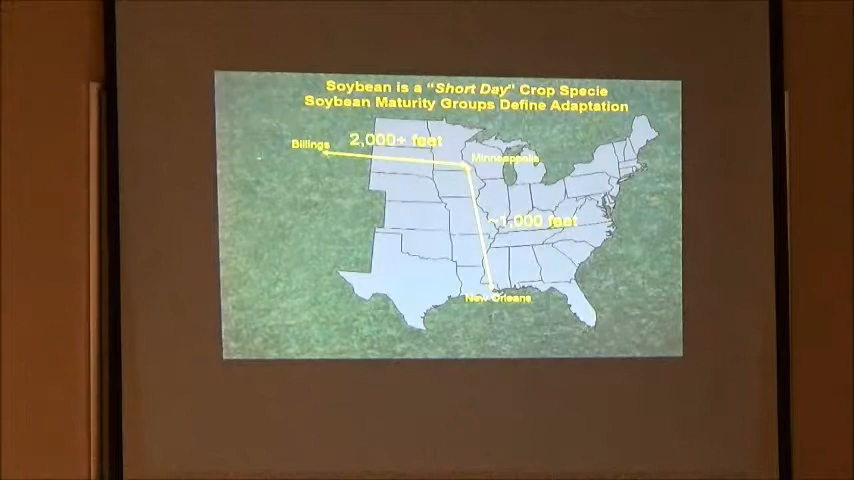 Soybean is a "Short Day" Crop Specie
Soybean Maturity Groups Define Adaptation
2,000+ feet
Billings
Minneapolis
~1,000 feet
New Orleans